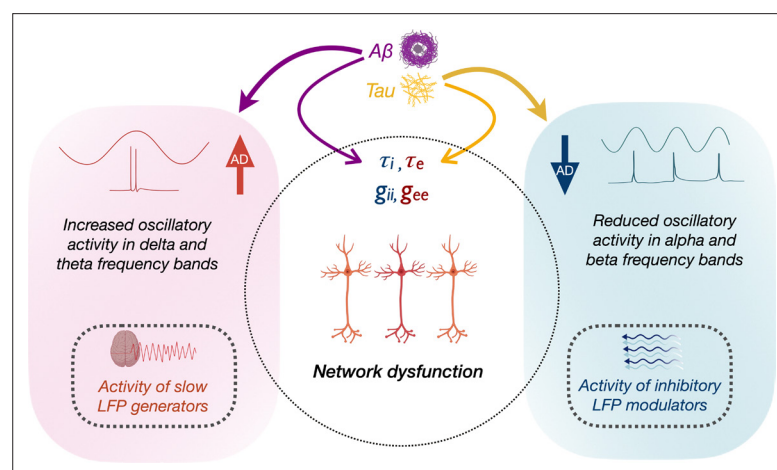 Aβ
Tau
AD
Increased oscillatory
activity in delta and
theta frequency bands
Activity of slow
LFP generators
τi , τe
gii, gee
Network dysfunction
AD
Reduced oscillatory
activity in alpha and
beta frequency bands
Activity of inhibitory
LFP modulators